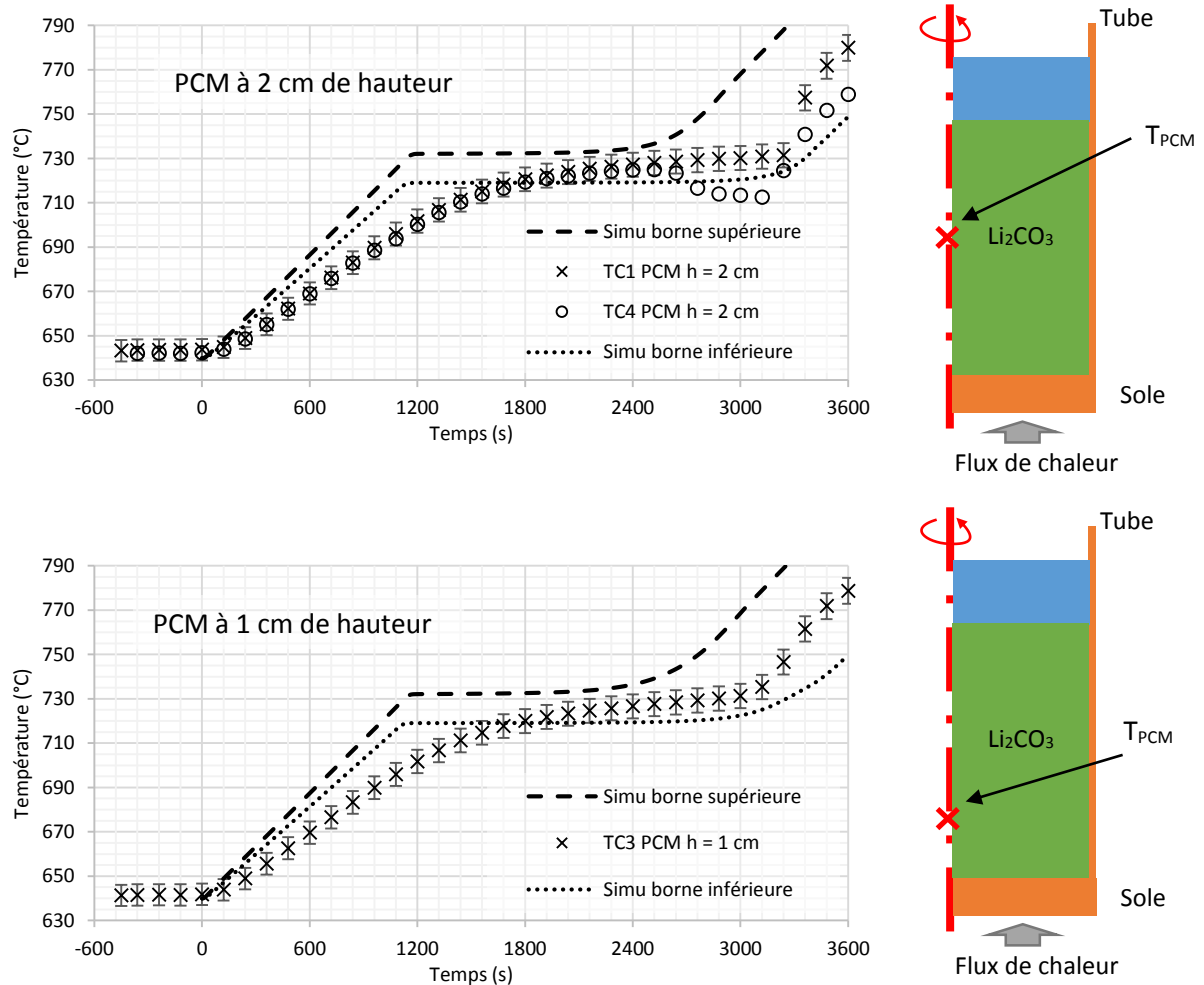 790
770
750
730
710
690
670
650
630
Température (°C)
PCM à 2 cm de hauteur
Simu borne supérieure
TC1 PCM h = 2 cm
TC4 PCM h = 2 cm
Simu borne inférieure
-600 0 600 1200 1800 2400 3000 3600
Temps (s)
Tube
TPCM
Li₂CO₃
Sole
Flux de chaleur
790
770
750
730
710
690
670
650
630
Température (°C)
PCM à 1 cm de hauteur
Simu borne supérieure
TC3 PCM h = 1 cm
Simu borne inférieure
-600 0 600 1200 1800 2400 3000 3600
Temps (s)
Tube
TPCM
Li₂CO₃
Sole
Flux de chaleur